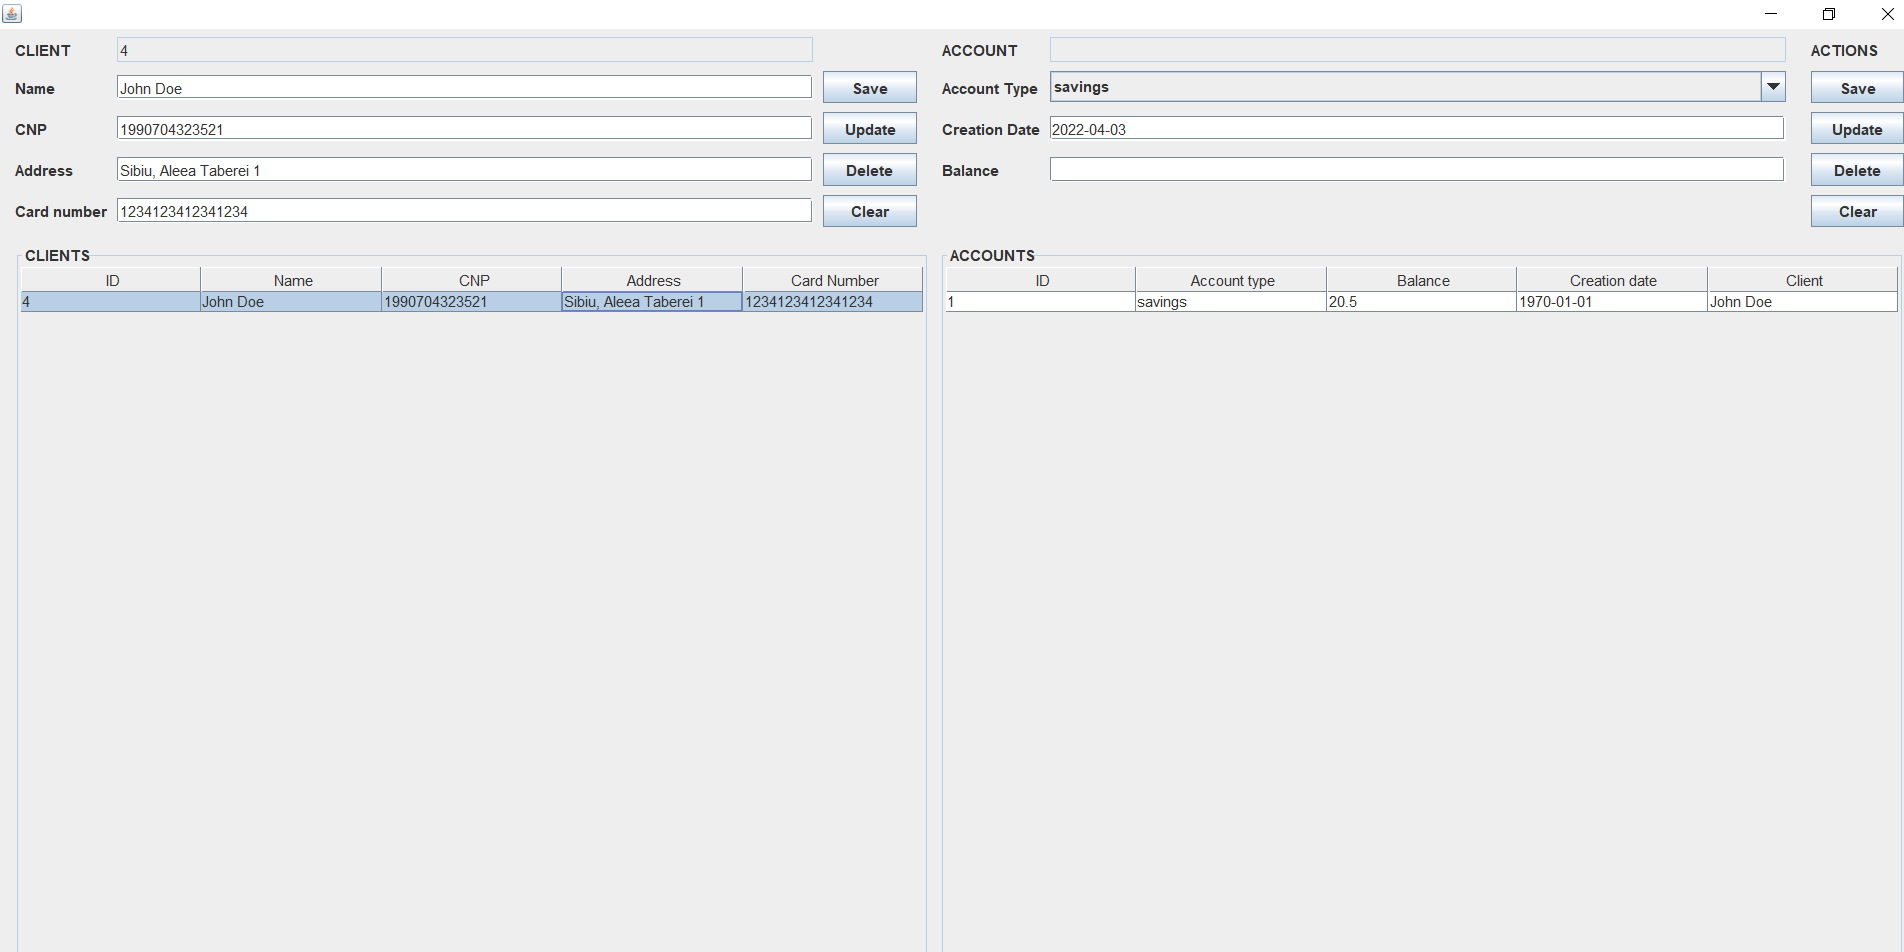 CLIENT 4 ACCOUNT ACTIONS
Name John Doe Save Account Type savings Save
CNP 1990704323521 Update Creation Date 2022-04-03 Update
Address Sibiu, Aleea Taberei 1 Delete Balance Delete
Card number 1234123412341234 Clear Clear
CLIENTS ACCOUNTS
ID Name CNP Address Card Number ID Account type Balance Creation date Client
4 John Doe 1990704323521 Sibiu, Aleea Taberei 1 1234123412341234 1 savings 20.5 1970-01-01 John Doe